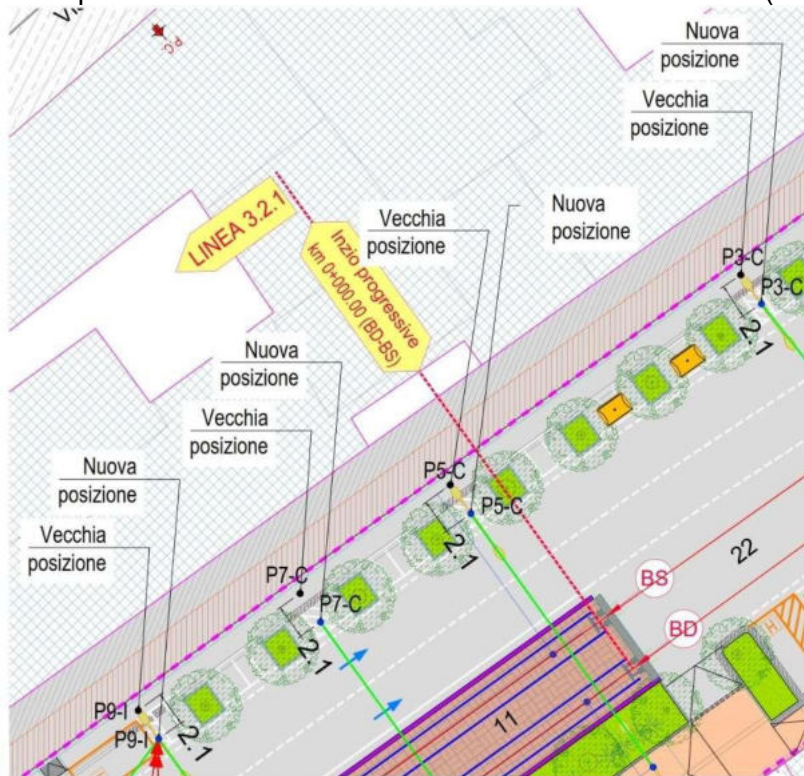 P.C.
Nuova
posizione
Vecchia
posizione
LINEA 3.2.1
Inzio progressive
km 0+000.00 (BD-BS)
Vecchia
posizione
Nuova
posizione
P3-C
P3-C
2.1
Nuova
posizione
Vecchia
posizione
P5-C
P5-C
2.1
Nuova
posizione
Vecchia
posizione
P7-C
P7-C
2.1
BS
22
BD
H
P9-I
P9-I
2.1
11